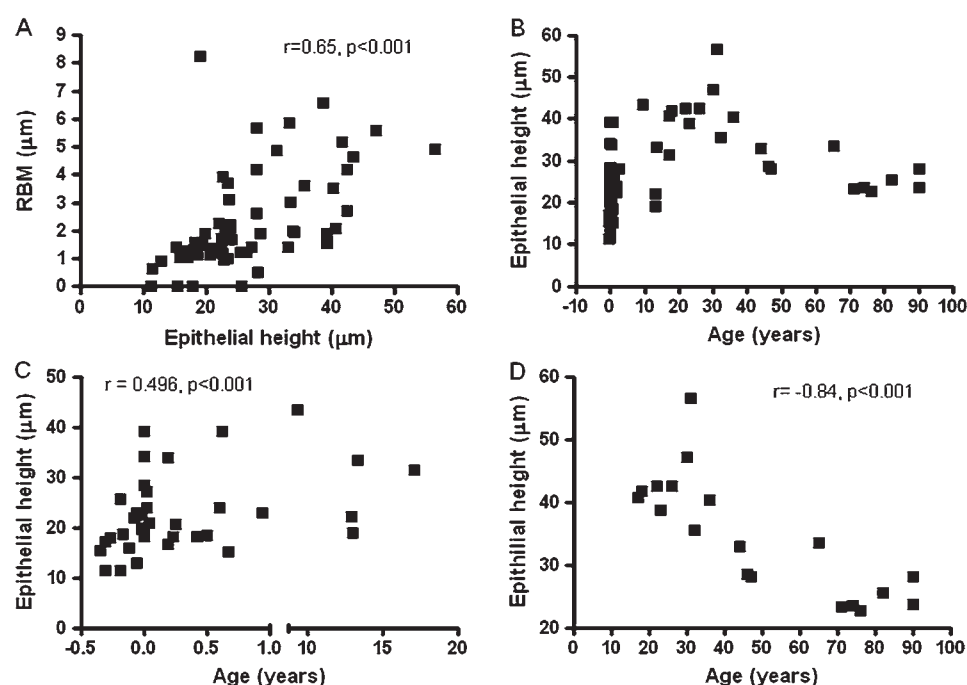 A
r=0.65, p<0.001
RBM (μm)
9
8
7
6
5
4
3
2
1
0
0 10 20 30 40 50 60
Epithelial height (μm)
B
Epithelial height (μm)
60
50
40
30
20
10
0
-10 0 10 20 30 40 50 60 70 80 90 100
Age (years)
C
r = 0.496, p<0.001
Epithelial height (μm)
50
40
30
20
10
0
-0.5 0.0 0.5 1.0 10 15 20
Age (years)
D
r= -0.84, p<0.001
Epithilial height (μm)
60
50
40
30
20
0 10 20 30 40 50 60 70 80 90 100
Age (years)